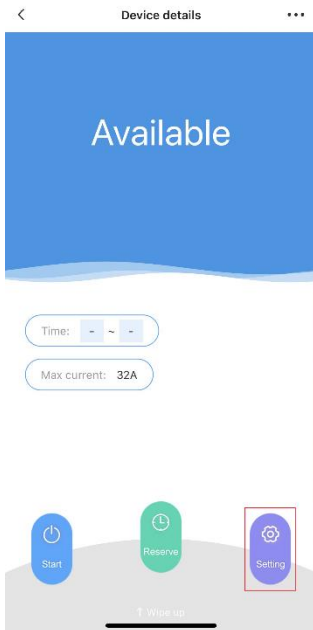 Device details
Available
Time: - ~ -
Max current: 32A
Reserve
Start
Setting
↑ Wipe up